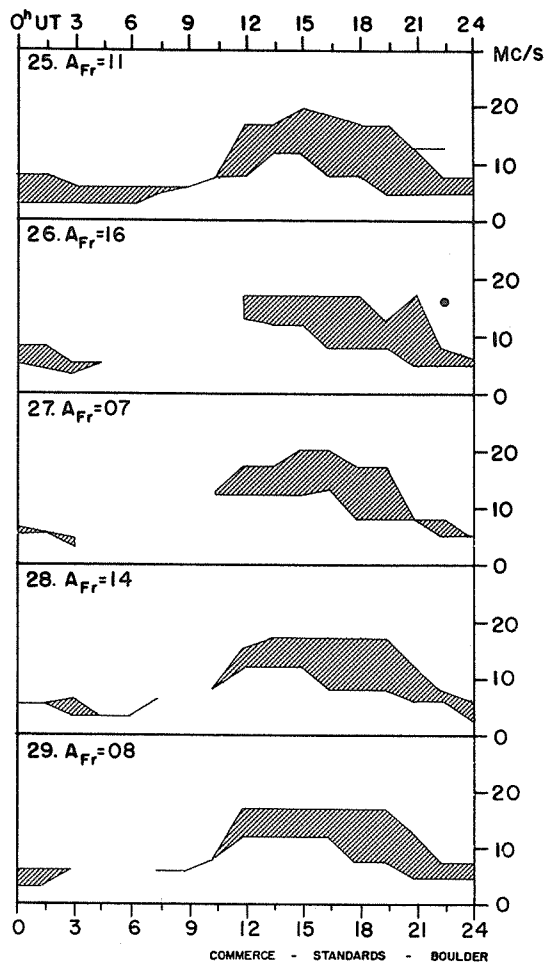 0ʰ UT 3 6 9 12 15 18 21 24
MC/S
25. A_Fr=11
20
10
0
26. A_Fr=16
20
10
0
27. A_Fr=07
20
10
0
28. A_Fr=14
20
10
0
29. A_Fr=08
20
10
0
0 3 6 9 12 15 18 21 24
COMMERCE - STANDARDS - BOULDER